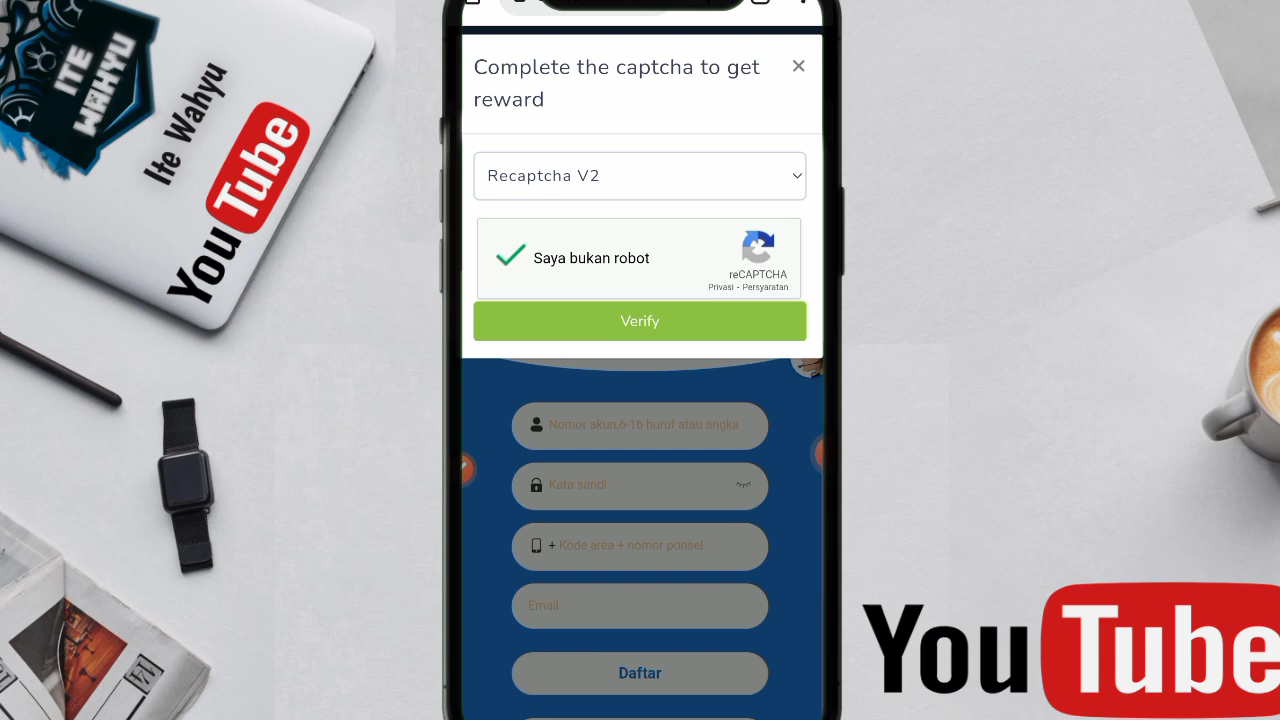 ITE
WAHYU
Ite Wahyu
YouTube
Complete the captcha to get
reward
×
Recaptcha V2
Saya bukan robot
reCAPTCHA
Privasi - Persyaratan
Verify
Nomor akun,6-16 huruf atau angka
Kata sandi
+ Kode area + nomor ponsel
Email
Daftar
YouTube